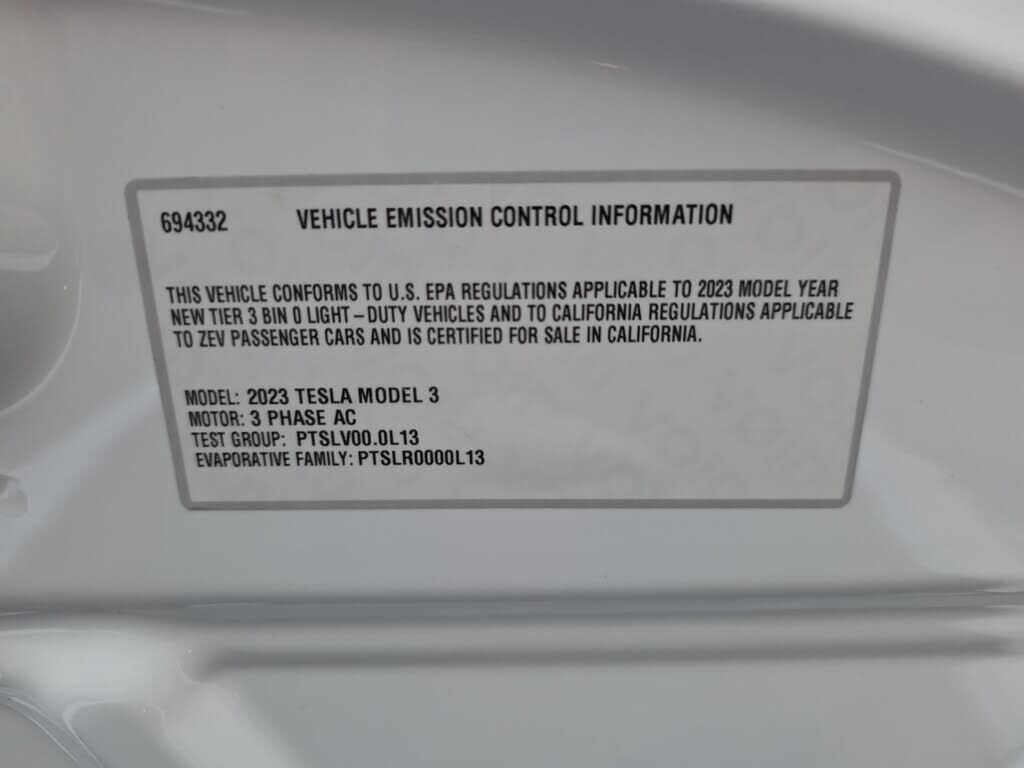 694332 VEHICLE EMISSION CONTROL INFORMATION
THIS VEHICLE CONFORMS TO U.S. EPA REGULATIONS APPLICABLE TO 2023 MODEL YEAR
NEW TIER 3 BIN 0 LIGHT-DUTY VEHICLES AND TO CALIFORNIA REGULATIONS APPLICABLE
TO ZEV PASSENGER CARS AND IS CERTIFIED FOR SALE IN CALIFORNIA.
MODEL: 2023 TESLA MODEL 3
MOTOR: 3 PHASE AC
TEST GROUP: PTSLV00.0L13
EVAPORATIVE FAMILY: PTSLR0000L13